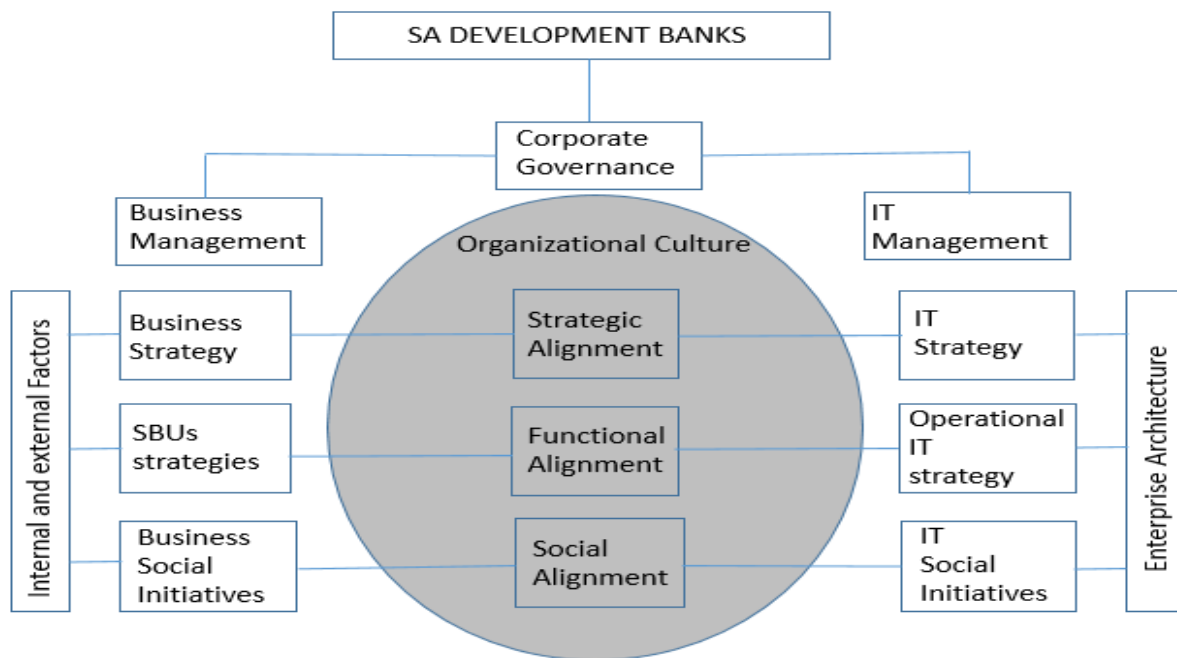 SA DEVELOPMENT BANKS
Corporate
Governance
Business
Management
IT
Management
Organizational Culture
Internal and external Factors
Business
Strategy
Strategic
Alignment
IT
Strategy
SBUs
strategies
Functional
Alignment
Operational
IT
strategy
Business
Social
Initiatives
Social
Alignment
IT
Social
Initiatives
Enterprise Architecture